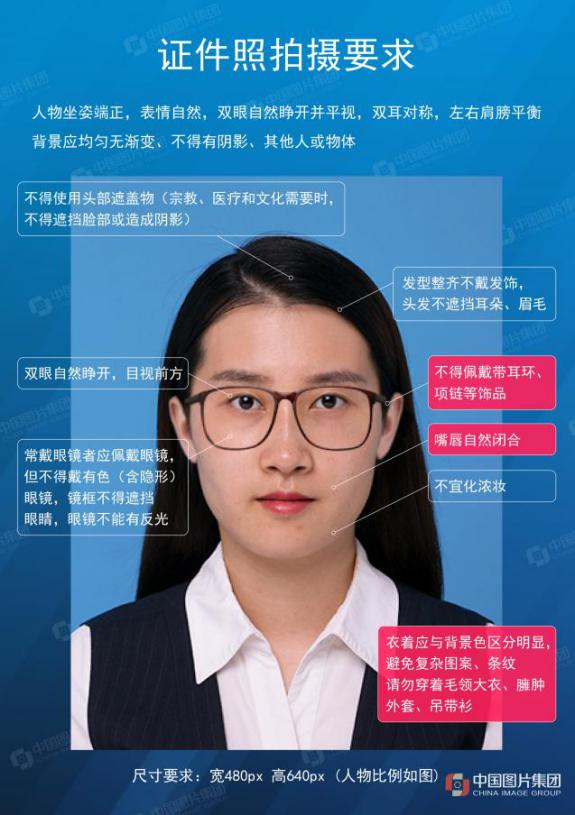 证件照拍摄要求
人物坐姿端正，表情自然，双眼自然睁开并平视，双耳对称，左右肩膀平衡
背景应均匀无渐变、不得有阴影、其他人或物体
不得使用头部遮盖物（宗教、医疗和文化需要时，
不得遮挡脸部或造成阴影）
发型整齐不戴发饰，
头发不遮挡耳朵、眉毛
双眼自然睁开，目视前方
不得佩戴带耳环、
项链等饰品
嘴唇自然闭合
常戴眼镜者应佩戴眼镜，
但不得戴有色（含隐形）
眼镜，镜框不得遮挡
眼睛，眼镜不能有反光
不宜化浓妆
衣着应与背景色区分明显，
避免复杂图案、条纹
请勿穿着毛领大衣、臃肿
外套、吊带衫
尺寸要求：宽480px 高640px（人物比例如图）
中国图片集团
CHINA IMAGE GROUP